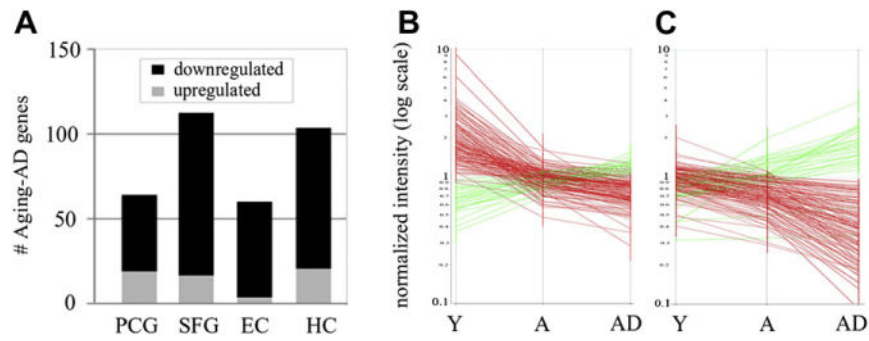 A
B
C
# Aging-AD genes
150
100
50
0
downregulated
upregulated
PCG SFG EC HC
normalized intensity (log scale)
10
1
0.1
Y A AD
10
1
0.1
Y A AD